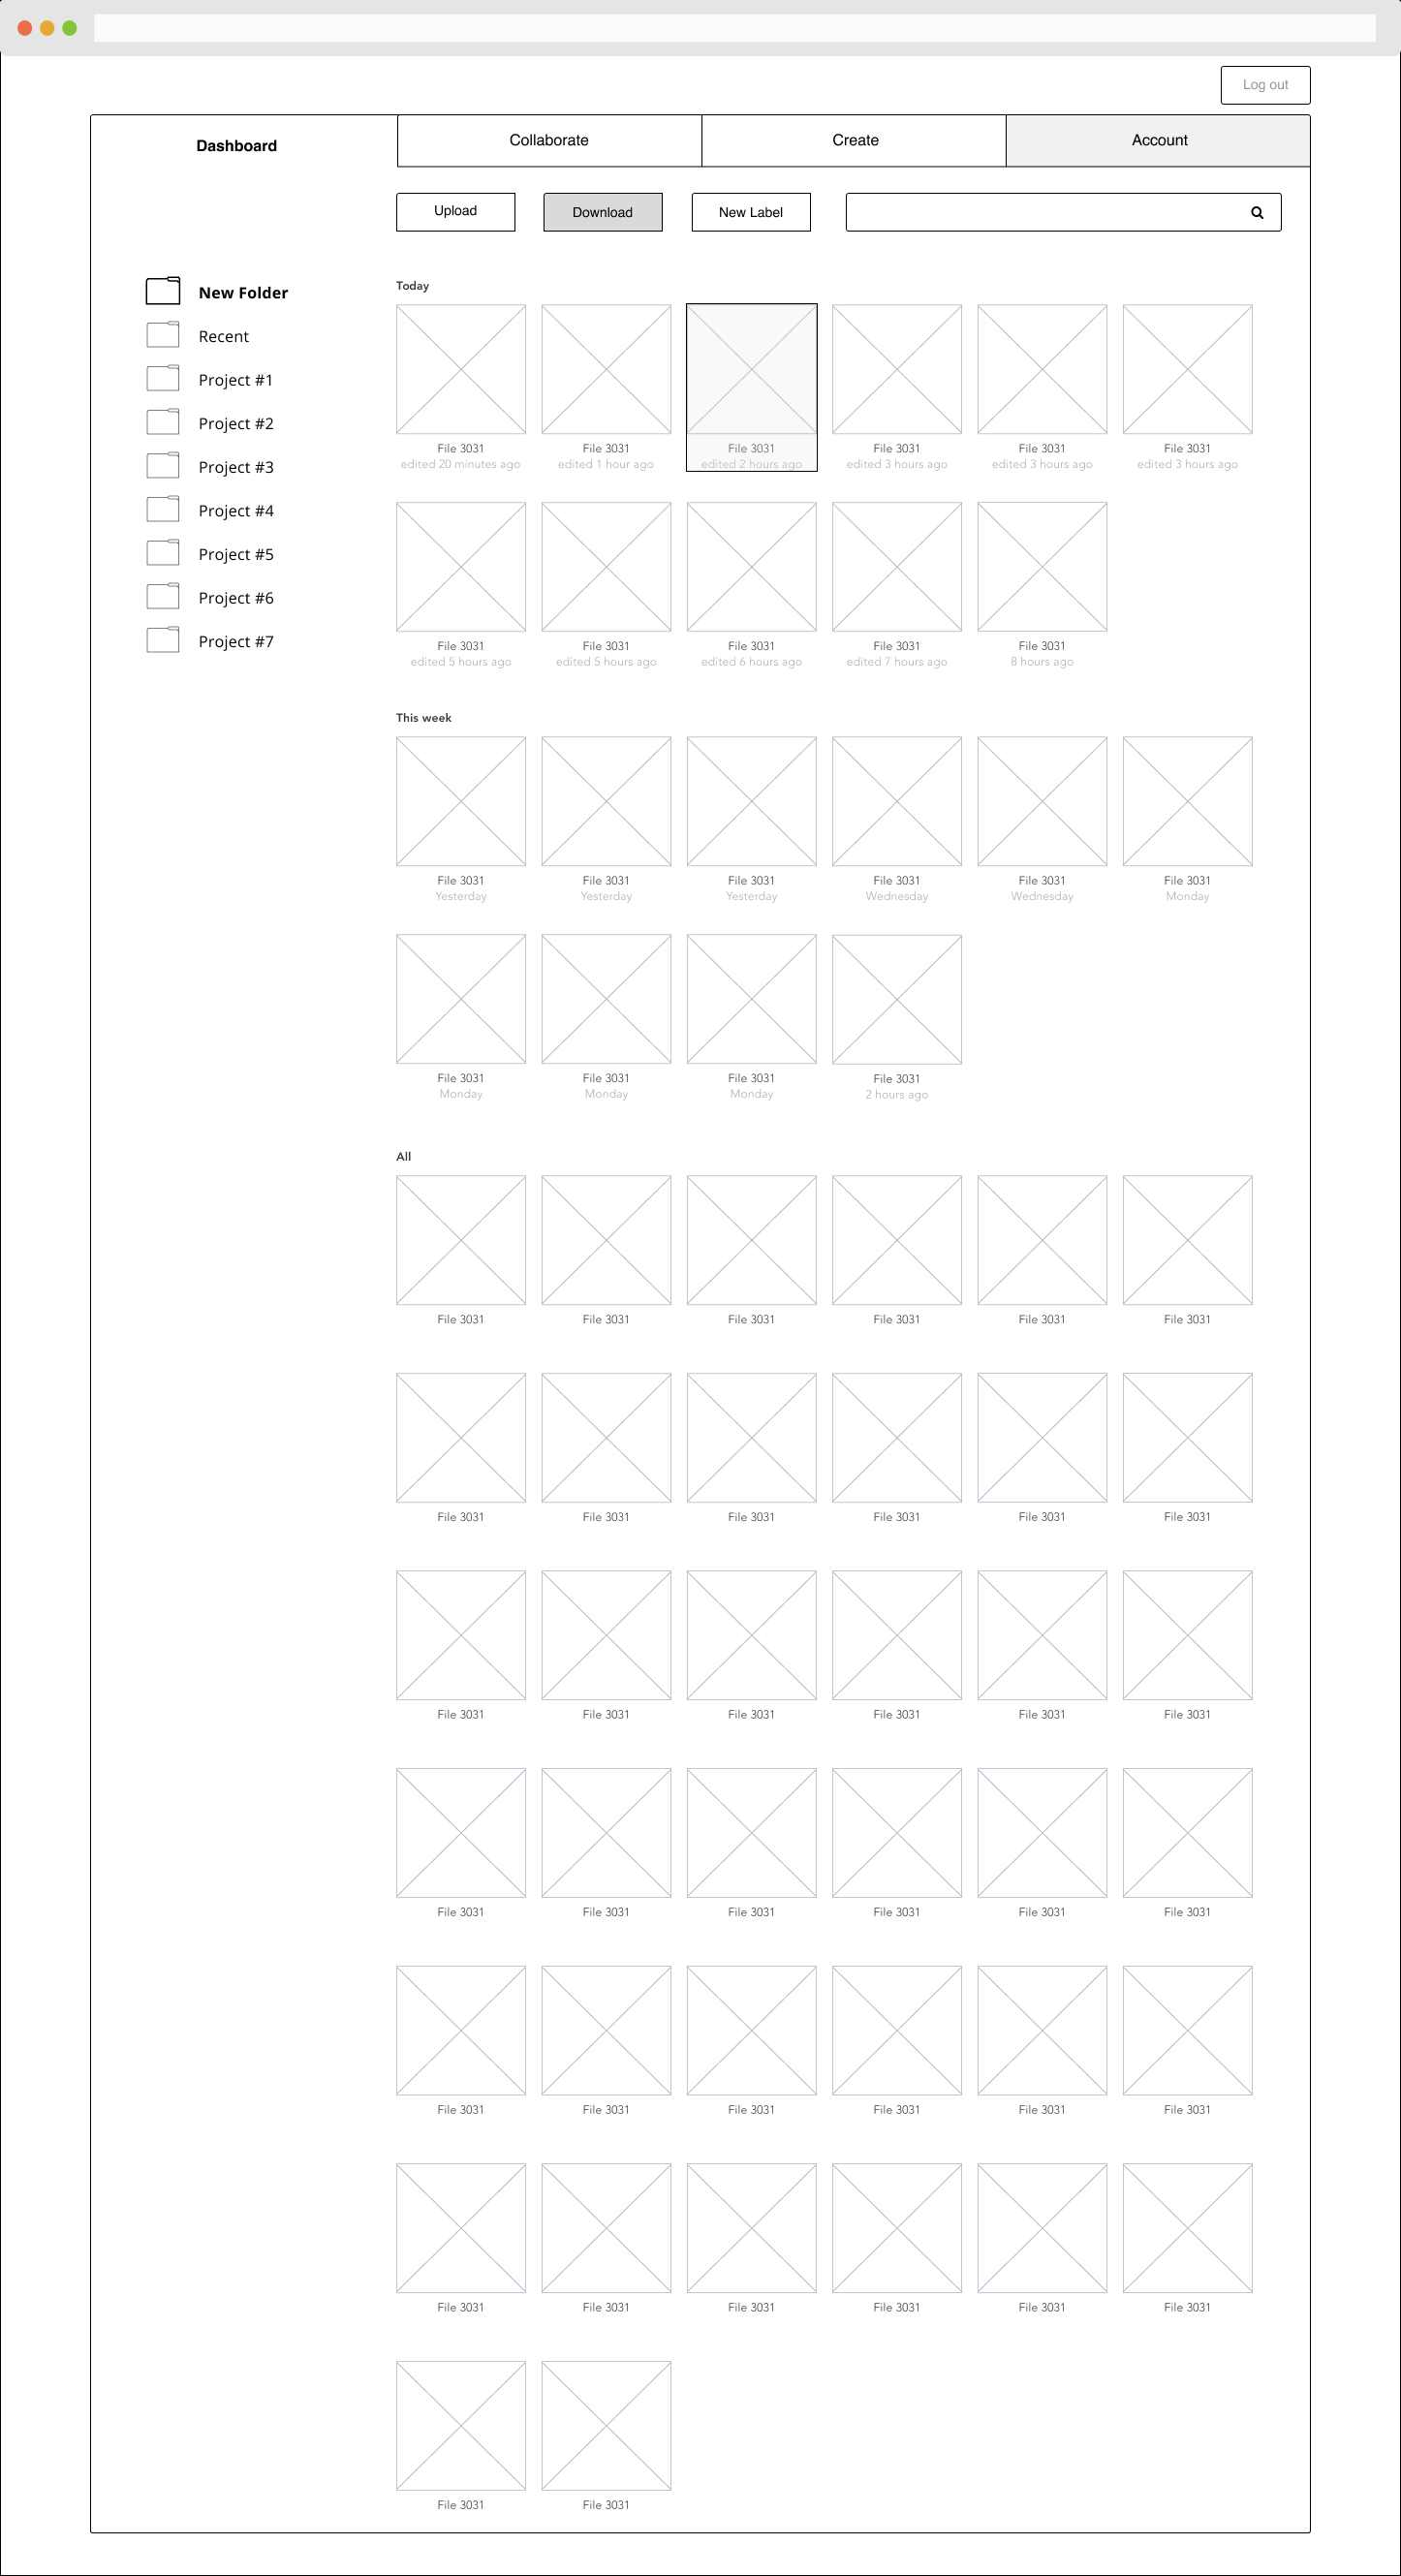 Log out
Dashboard Collaborate Create Account
Upload Download New Label
New Folder
Recent
Project #1
Project #2
Project #3
Project #4
Project #5
Project #6
Project #7
Today
File 3031 File 3031 File 3031 File 3031 File 3031 File 3031
edited 20 minutes ago edited 1 hour ago edited 2 hours ago edited 3 hours ago edited 3 hours ago edited 3 hours ago
File 3031 File 3031 File 3031 File 3031 File 3031
edited 5 hours ago edited 5 hours ago edited 6 hours ago edited 7 hours ago 8 hours ago
This week
File 3031 File 3031 File 3031 File 3031 File 3031 File 3031
Yesterday Yesterday Yesterday Wednesday Wednesday Monday
File 3031 File 3031 File 3031 File 3031
Monday Monday Monday 2 hours ago
All
File 3031 File 3031 File 3031 File 3031 File 3031 File 3031
File 3031 File 3031 File 3031 File 3031 File 3031 File 3031
File 3031 File 3031 File 3031 File 3031 File 3031 File 3031
File 3031 File 3031 File 3031 File 3031 File 3031 File 3031
File 3031 File 3031 File 3031 File 3031 File 3031 File 3031
File 3031 File 3031 File 3031 File 3031 File 3031 File 3031
File 3031 File 3031